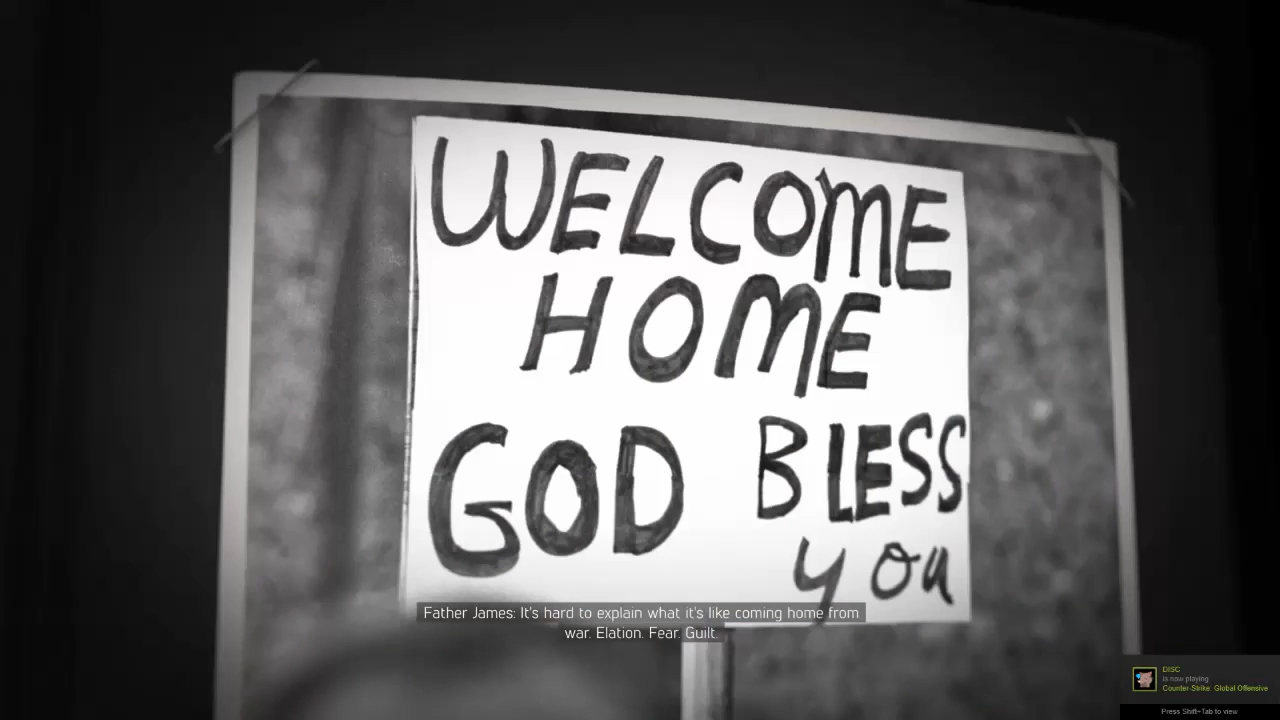 WELCOME
HOME
GOD BLESS
you
Father James: It's hard to explain what it's like coming home from
war. Elation. Fear. Guilt.
DISC
is now playing
Counter-Strike: Global Offensive
Press Shift+Tab to view